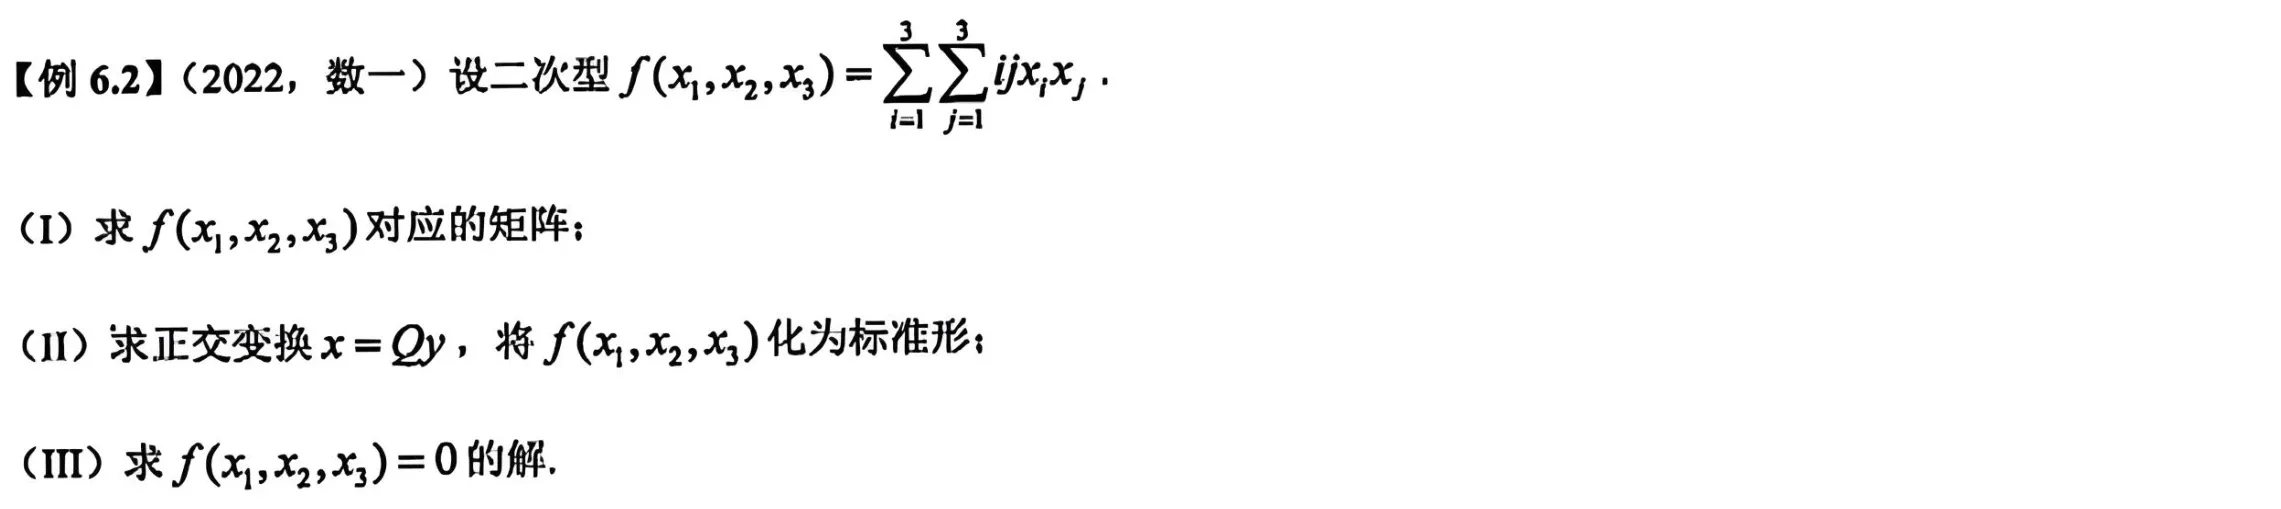 【例 6.2】（2022，数一）设二次型 $f(x_1,x_2,x_3)=\sum_{i=1}^{3}\sum_{j=1}^{3}ijx_ix_j$ .
（I）求 $f(x_1,x_2,x_3)$ 对应的矩阵；
（II）求正交变换 $x=Qy$，将 $f(x_1,x_2,x_3)$ 化为标准形；
（III）求 $f(x_1,x_2,x_3)=0$ 的解.